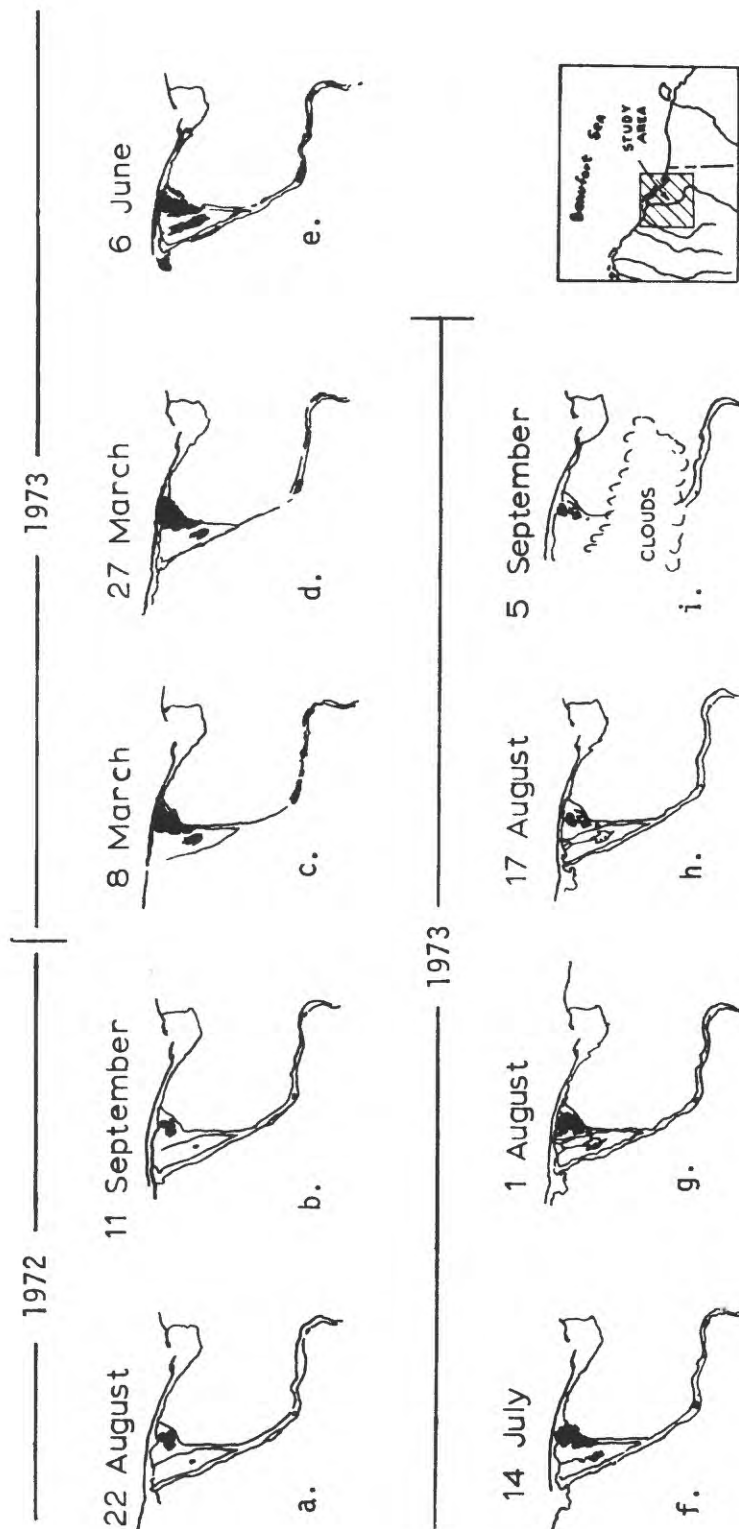 1972
1973
22 August
a.
11 September
b.
8 March
c.
27 March
d.
6 June
e.
1973
14 July
f.
1 August
g.
17 August
h.
5 September
CLOUDS
i.
Beaufort Sea
STUDY
AREA